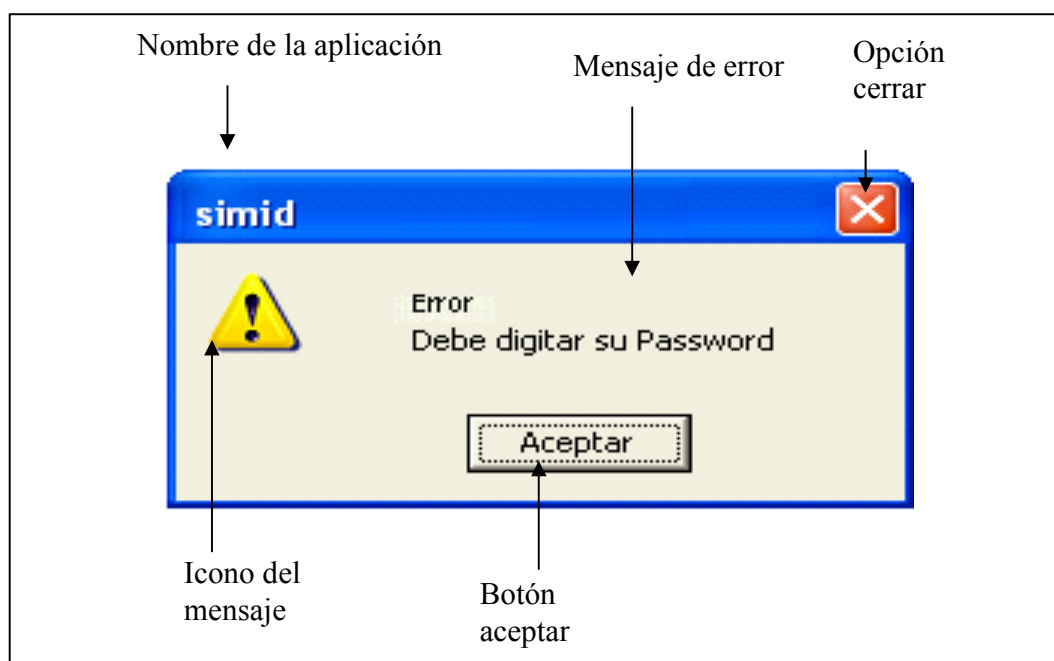 Nombre de la aplicación
Mensaje de error
Opción
cerrar
simid
Error
Debe digitar su Password
Aceptar
Icono del
mensaje
Botón
aceptar